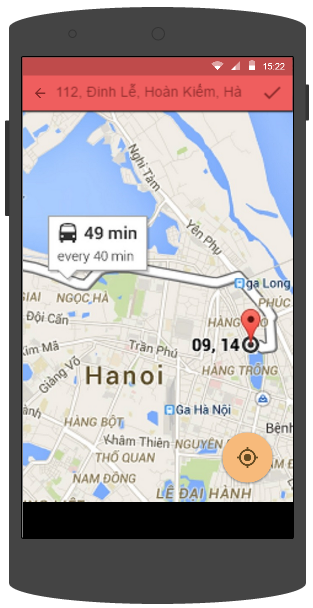 15:22
112, Đinh Lễ, Hoàn Kiếm, Hà
Nghi Tàm
Yên Phụ
49 min
every 40 min
ga Long
GIAI
NGỌC HÀ
PHÚC
Đội Cấn
HÀNG
09, 14
Kim Mã
Trần Phú
HÀNG TRỐNG
Giảng Võ
Hanoi
Ga Hà Nội
HÀNG BỘT
Bệnh
Khâm Thiên
NGUYỄN
THỔ QUAN
NAM ĐỒNG
LÊ ĐẠI HÀNH